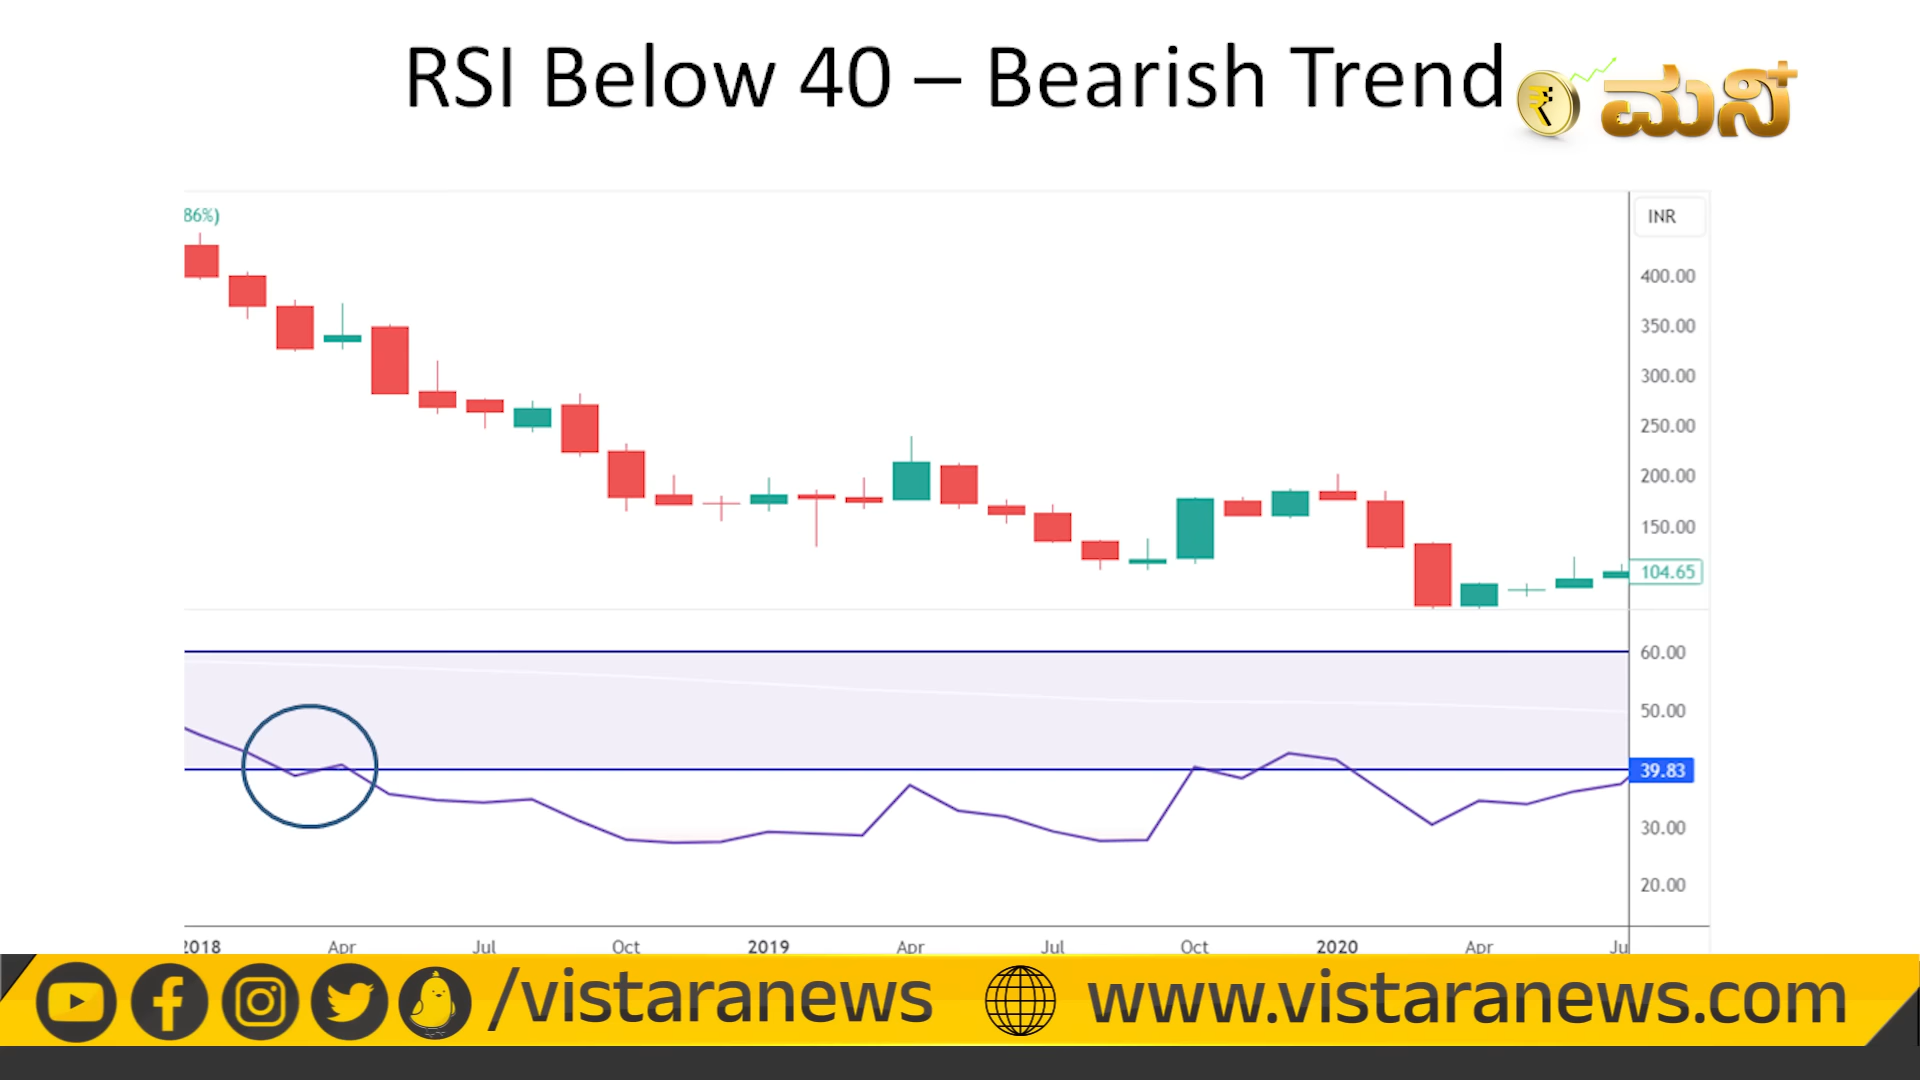 RSI Below 40 – Bearish Trend
ಮನಿ+
86%)
INR
400.00
350.00
300.00
250.00
200.00
150.00
104.65
60.00
50.00
39.83
30.00
20.00
2018 Apr Jul Oct 2019 Apr Jul Oct 2020 Apr Ju
/vistaranews www.vistaranews.com